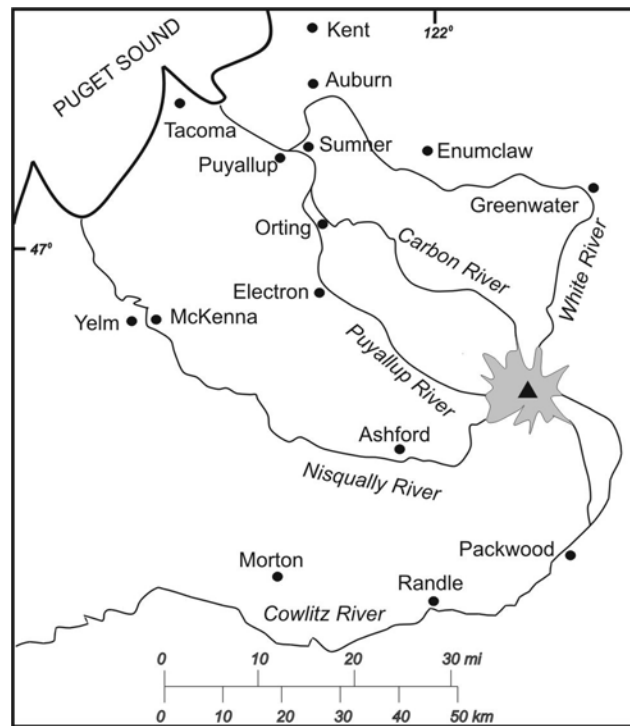 Kent
122⁰
Auburn
PUGET SOUND
Tacoma
Sumner
Enumclaw
Puyallup
Greenwater
Orting
Carbon River
White River
47⁰
Electron
Yelm
McKenna
Puyallup River
Ashford
Nisqually River
Packwood
Morton
Randle
Cowlitz River
0 10 20 30 mi
0 10 20 30 40 50 km